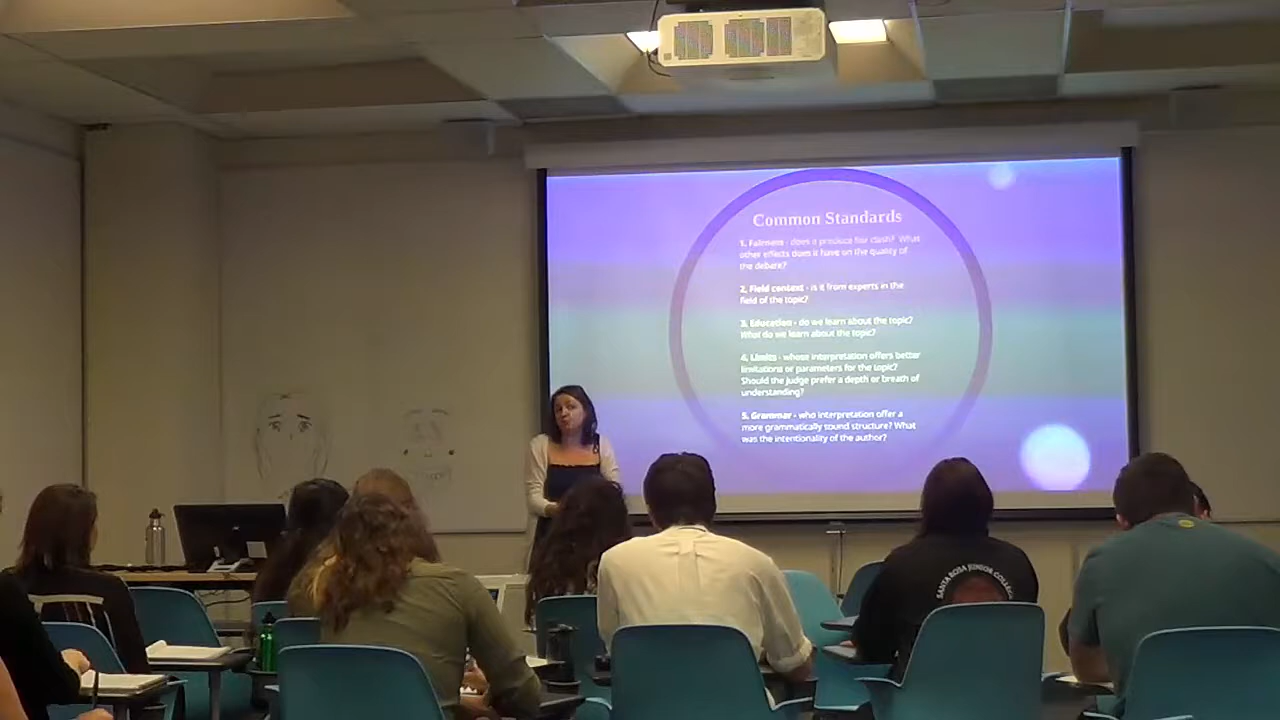 Common Standards
1. Fairness - does it produce fair clash? What
other effects does it have on the quality of
the debate?
2. Field context - is it from experts in the
field of the topic?
3. Education - do we learn about the topic?
What do we learn about the topic?
4. Limits - whose interpretation offers better
limitations or parameters for the topic?
Should the judge prefer a depth or breath of
understanding?
5. Grammar - who interpretation offer a
more grammatically sound structure? What
was the intentionality of the author?
SANTA ROSA JUNIOR COLLEGE